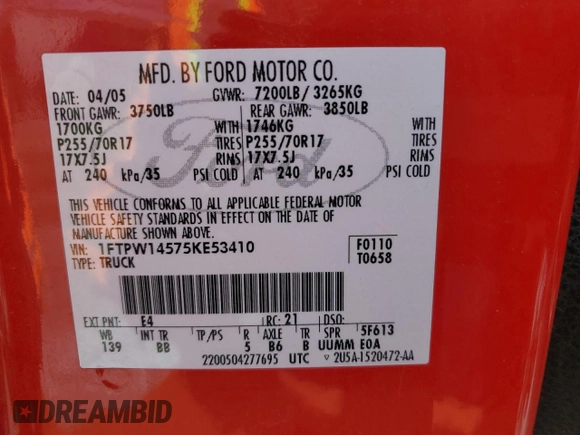 MFD. BY FORD MOTOR CO.
DATE: 04/05 GVWR: 7200LB/ 3265KG
FRONT GAWR: 3750LB REAR GAWR: 3850LB
1700KG WITH 1746KG WITH
P255/70R17 TIRES P255/70R17 TIRES
17X7.5J RIMS 17X7.5J RIMS
AT 240 kPa/35 PSI COLD AT 240 kPa/35 PSI COLD
Ford
THIS VEHICLE CONFORMS TO ALL APPLICABLE FEDERAL MOTOR
VEHICLE SAFETY STANDARDS IN EFFECT ON THE DATE OF
MANUFACTURE SHOWN ABOVE.
VIN: 1FTPW14575KE53410 F0110
TYPE: TRUCK T0658
EXT PNT: E4 RC: 21 DSO:
WB INT TR TP/PS R AXLE TR SPR 5F613
139 BB 5 B6 B UUMM E0A
2200504277695 UTC ▽ 2U5A-1520472-AA
DREAMBID